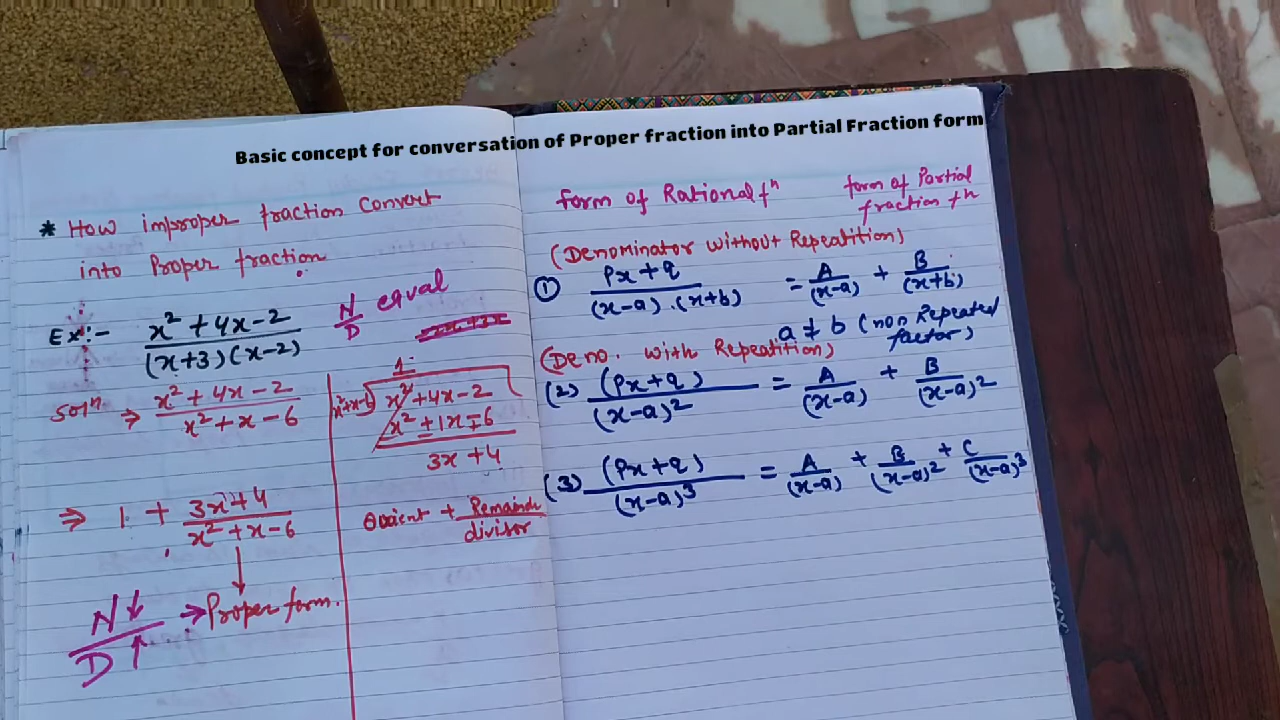 Basic concept for conversation of Proper fraction into Partial Fraction form
* How improper fraction Convert
into Proper fraction
Ex:- x² + 4x - 2 / (x+3)(x-2)
N/D equal
Solⁿ ⇒ x² + 4x - 2 / x² + x - 6
1
x²+x-6 ) x² + 4x - 2
x² ± 1x ∓ 6
3x + 4
⇒ 1 + 3x + 4 / x² + x - 6
+ Remainde / divisor
N↓ / D↑ → Proper form.
Form of Rational fⁿ
form of Partial
fraction fⁿ
(Denominator without Repeatition)
① Px + q / (x-a).(x+b) = A / (x-a) + B / (x+b)
a ≠ b (non Repeated
factor)
(Deno. with Repeatition)
(2) (Px + q) / (x-a)² = A / (x-a) + B / (x-a)²
(3) (Px + q) / (x-a)³ = A / (x-a) + B / (x-a)² + C / (x-a)³